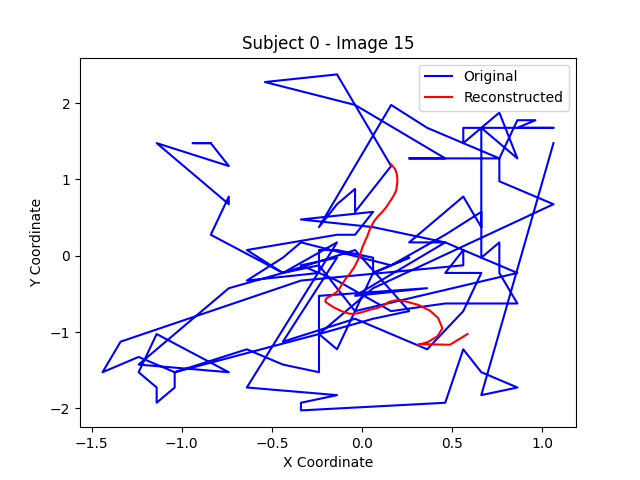 Subject 0 - Image 15
Original
Reconstructed
Y Coordinate
2
1
0
−1
−2
−1.5
−1.0
−0.5
0.0
0.5
1.0
X Coordinate